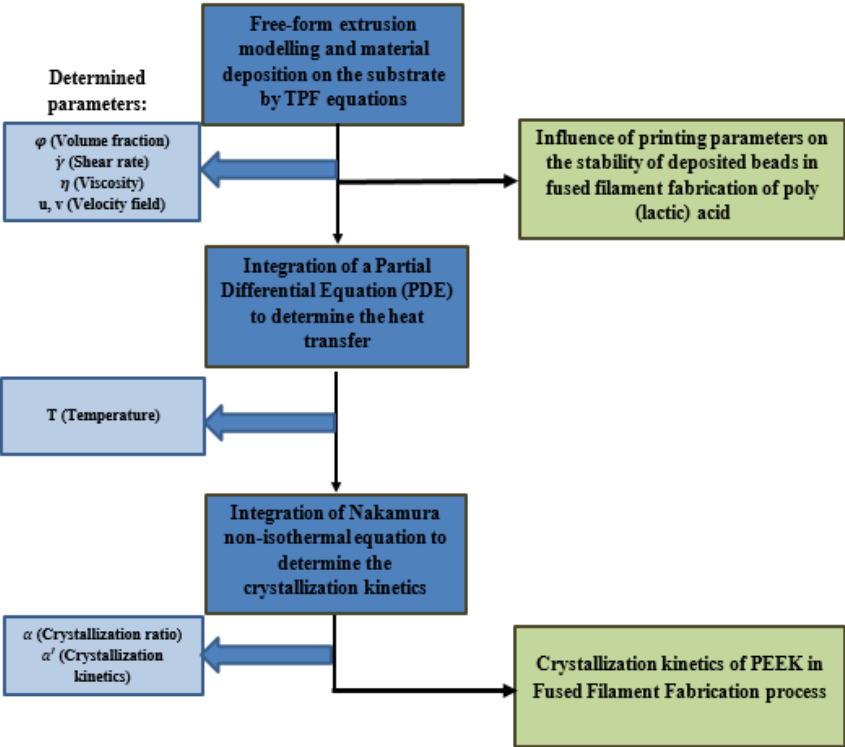 Free-form extrusion
modelling and material
deposition on the substrate
by TPF equations
Determined
parameters:
φ (Volume fraction)
γ̇ (Shear rate)
η (Viscosity)
u, v (Velocity field)
Influence of printing parameters on
the stability of deposited beads in
fused filament fabrication of poly
(lactic) acid
Integration of a Partial
Differential Equation (PDE)
to determine the heat
transfer
T (Temperature)
Integration of Nakamura
non-isothermal equation to
determine the
crystallization kinetics
α (Crystallization ratio)
α′ (Crystallization
kinetics)
Crystallization kinetics of PEEK in
Fused Filament Fabrication process